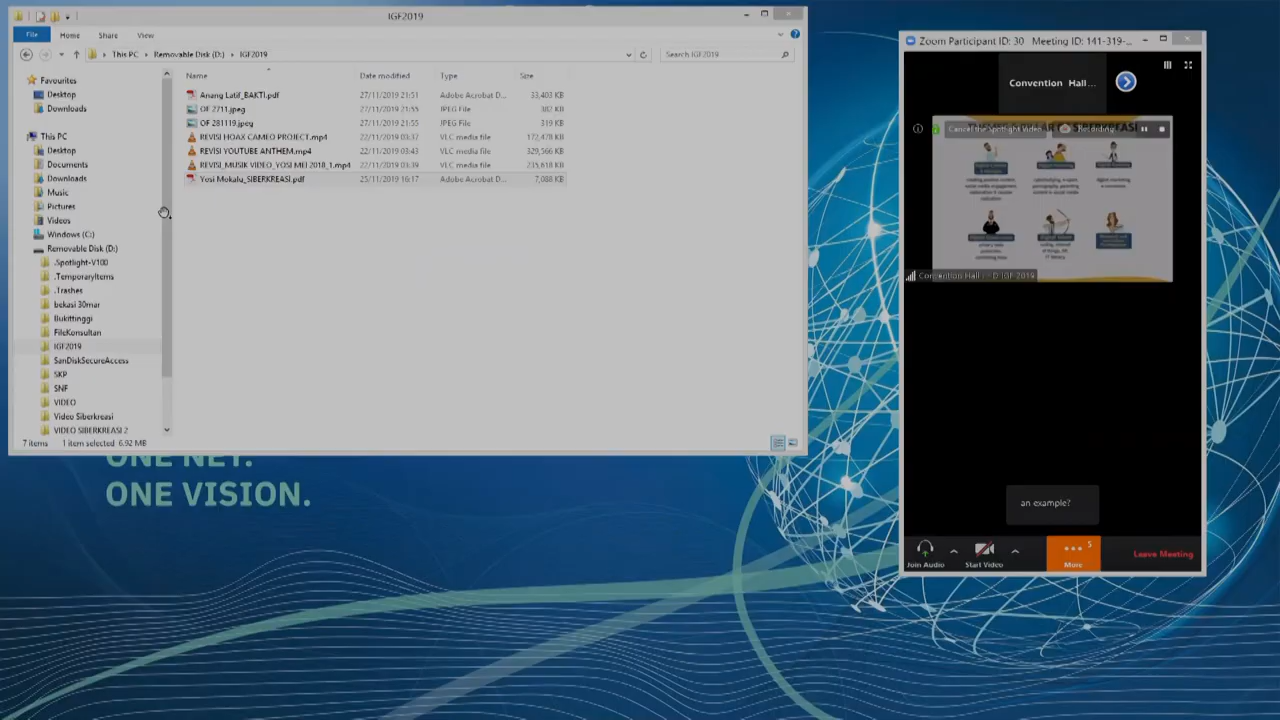 IGF2019
File Home Share View
This PC Removable Disk (D:) IGF2019
Search IGF2019
Name Date modified Type Size
Anang Latif_BAKTI.pdf 27/11/2019 21:51 Adobe Acrobat D... 33,403 KB
OF 2711.jpeg 27/11/2019 21:55 JPEG File 382 KB
OF 281119.jpeg 27/11/2019 21:55 JPEG File 319 KB
REVISI HOAX CAMEO PROJECT.mp4 22/11/2019 03:37 VLC media file 172,478 KB
REVISI YOUTUBE ANTHEM.mp4 22/11/2019 03:43 VLC media file 329,566 KB
REVISI_MUSIK VIDEO_YOSI MEI 2018_1.mp4 22/11/2019 03:39 VLC media file 235,618 KB
Yosi Mokalu_SIBERKREASI.pdf 25/11/2019 16:17 Adobe Acrobat D... 7,088 KB
Favourites
Desktop
Downloads
This PC
Desktop
Documents
Downloads
Music
Pictures
Videos
Windows (C:)
Removable Disk (D:)
.Spotlight-V100
.TemporaryItems
.Trashes
bekasi 30mar
Bukittinggi
FileKonsultan
IGF2019
SanDiskSecureAccess
SKP
SNF
VIDEO
Video Siberkreasi
VIDEO SIBERKREASI 2
7 items 1 item selected 6.92 MB
ONE NET.
ONE VISION.
Zoom Participant ID: 30 Meeting ID: 141-319-...
Convention Hall...
Cancel the Spotlight Video
Recording
Convention Hall - D IGF 2019
an example?
Join Audio Start Video More 5 Leave Meeting